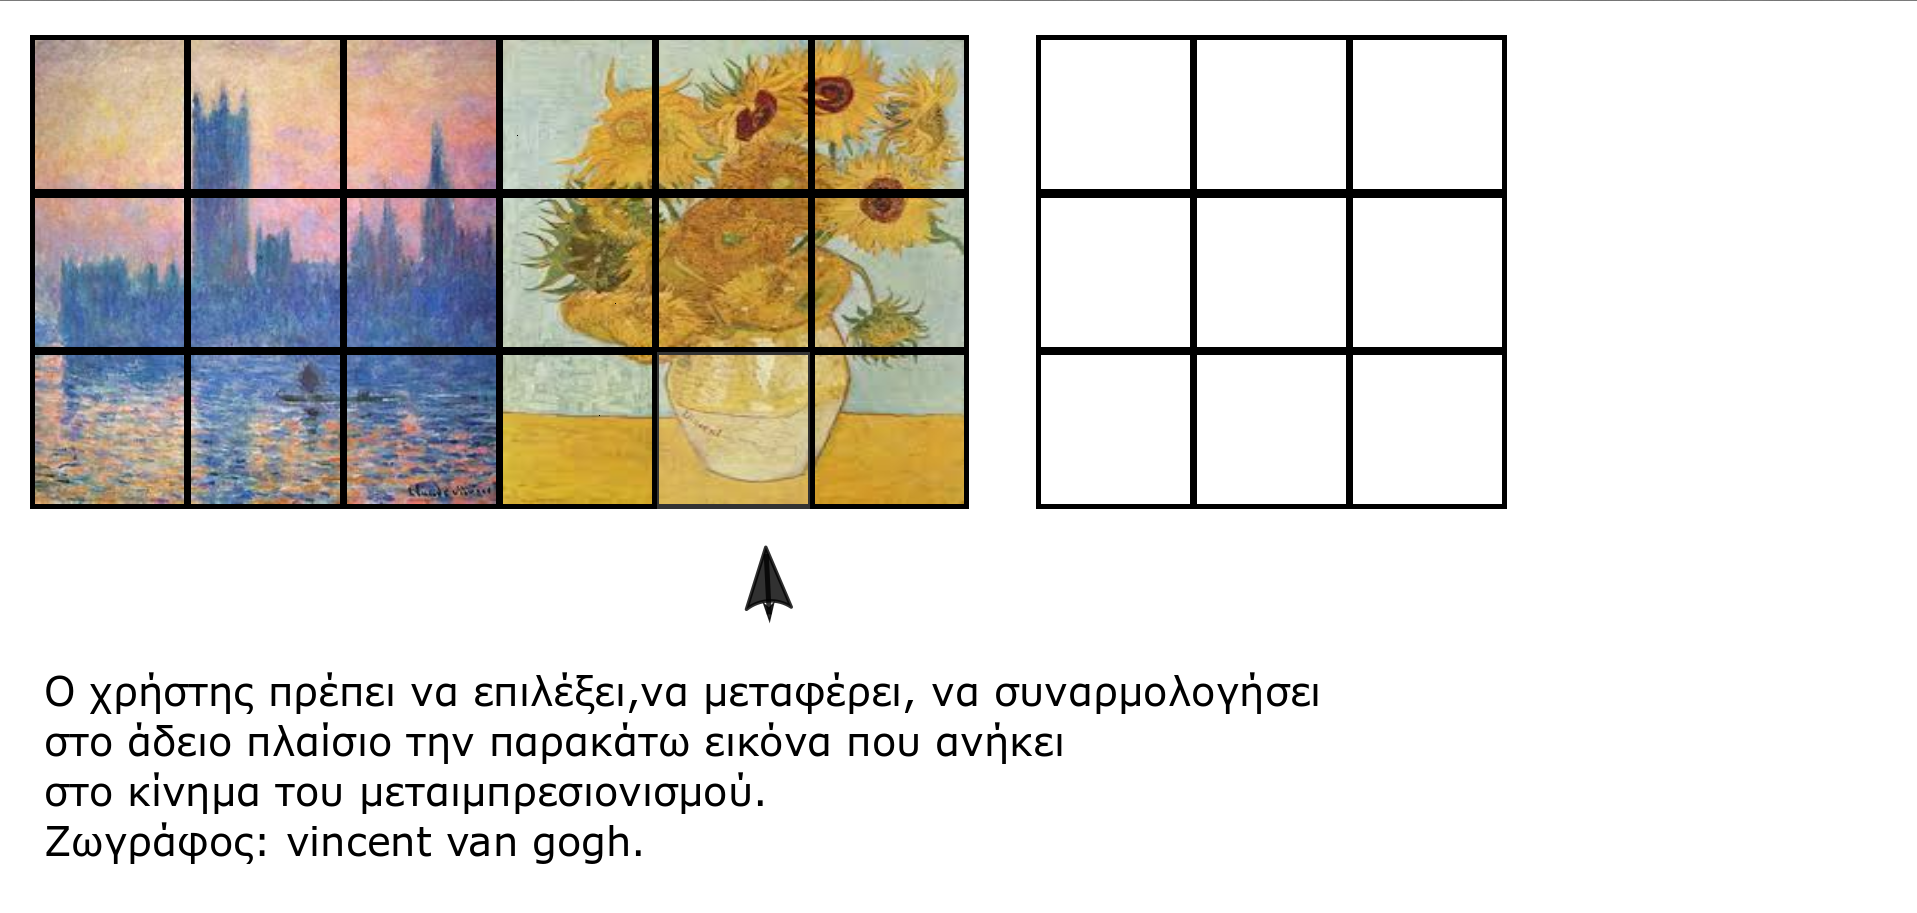 Ο χρήστης πρέπει να επιλέξει,να μεταφέρει, να συναρμολογήσει
στο άδειο πλαίσιο την παρακάτω εικόνα που ανήκει
στο κίνημα του μεταιμπρεσιονισμού.
Ζωγράφος: vincent van gogh.